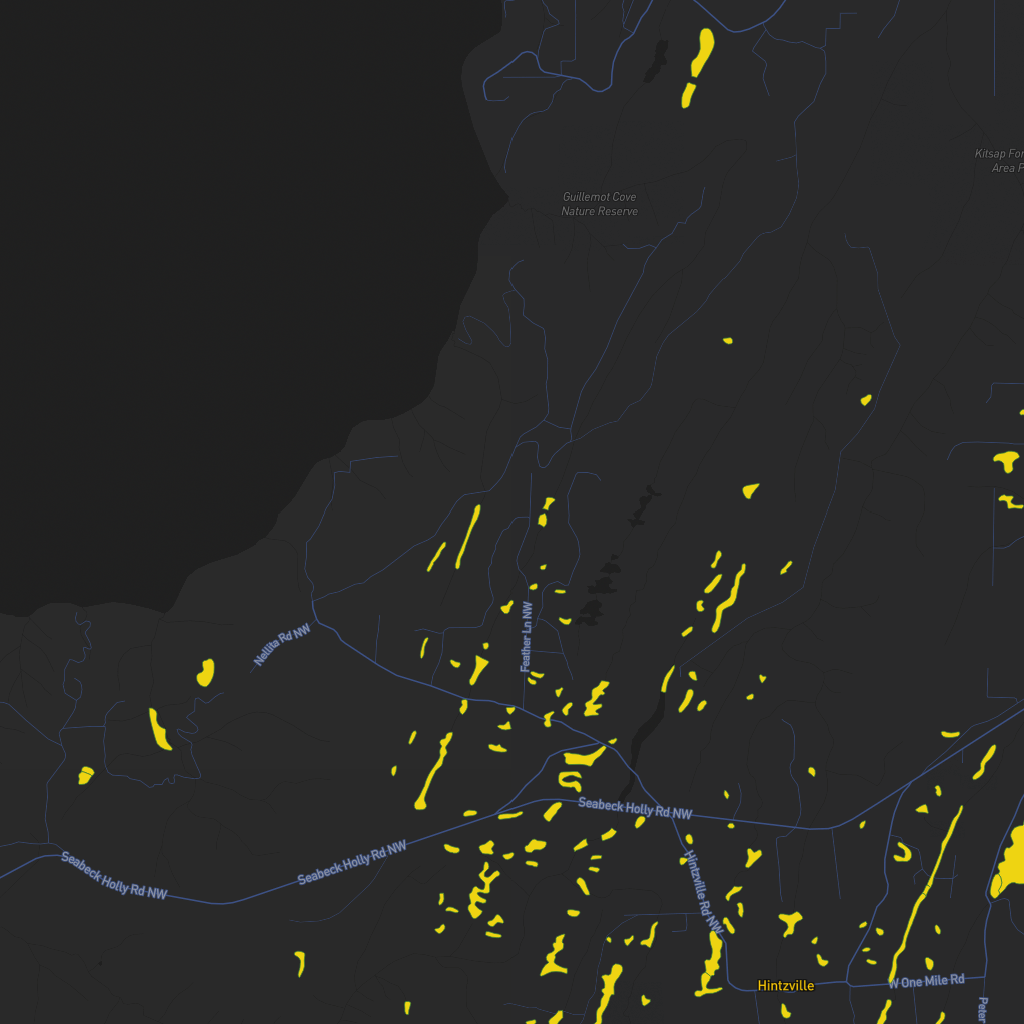 Kitsap For
Area P
Guillemot Cove
Nature Reserve
Feather Ln NW
Nellita Rd NW
Seabeck Holly Rd NW
Seabeck Holly Rd NW
Seabeck Holly Rd NW
Hintzville Rd NW
Hintzville
W One Mile Rd
Peter